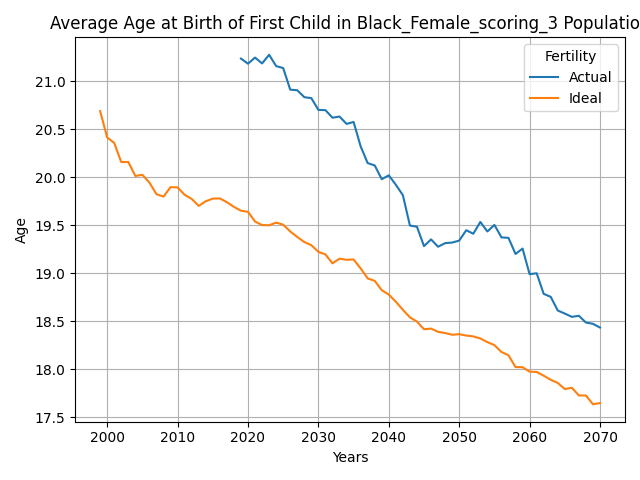 Average Age at Birth of First Child in Black_Female_scoring_3 Populatio
Fertility
Actual
Ideal
21.0
20.5
20.0
19.5
19.0
18.5
18.0
17.5
Age
2000 2010 2020 2030 2040 2050 2060 2070
Years